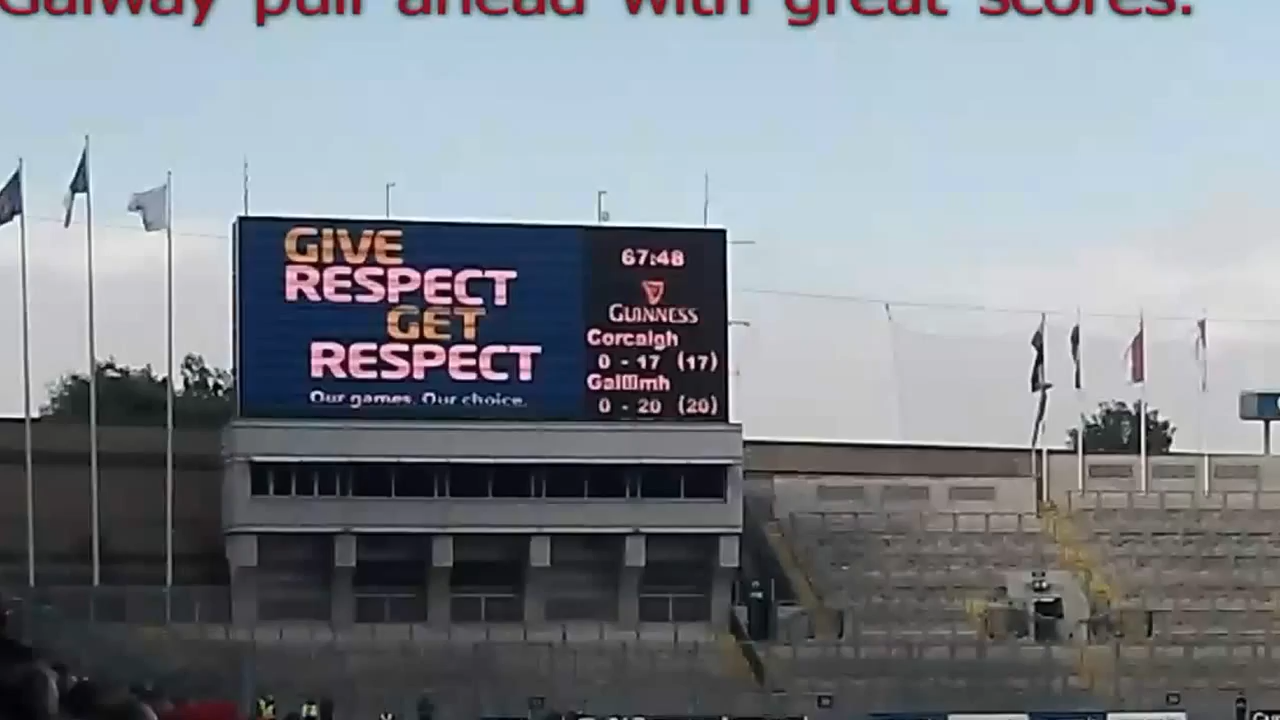 Galway pull ahead with great scores.
GIVE
RESPECT
GET
RESPECT
Our games. Our choice.
67:48
GUINNESS
Corcaigh
0 - 17 (17)
Gaillimh
0 - 20 (20)